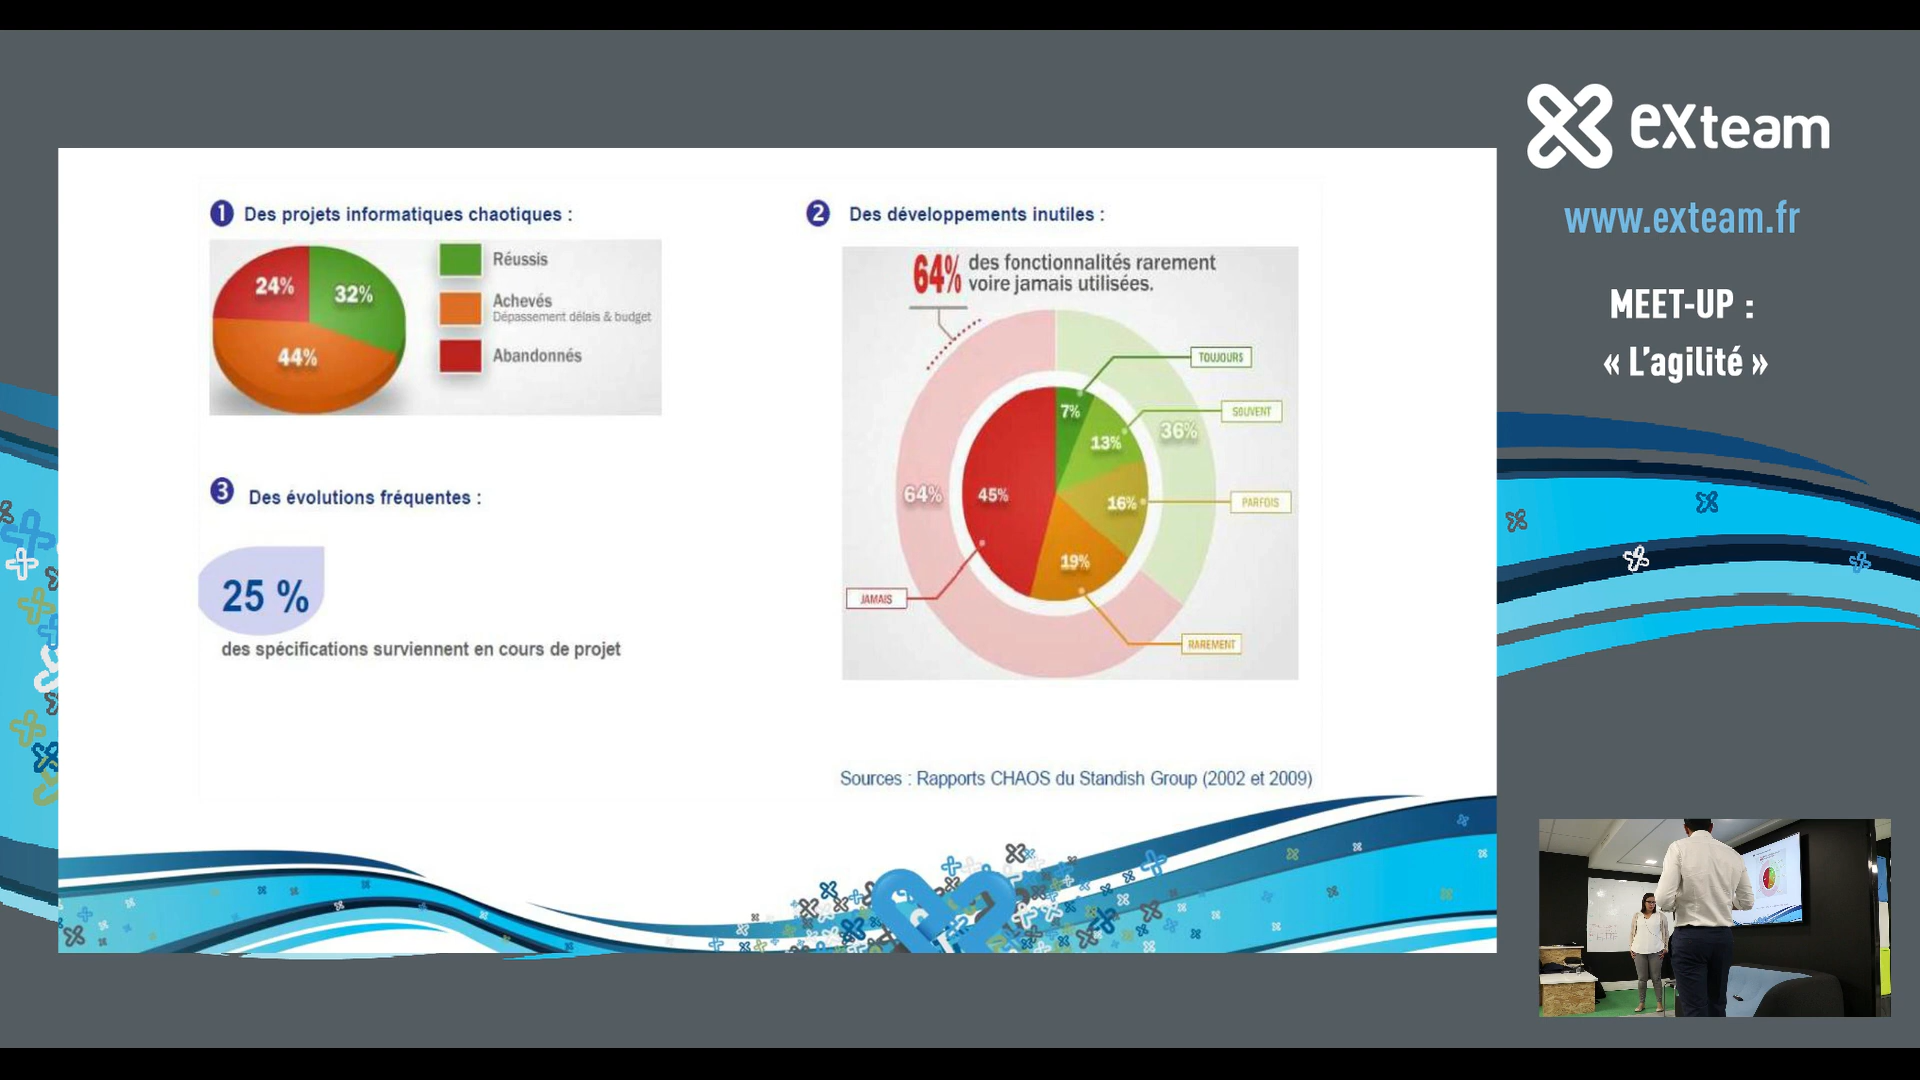 1 Des projets informatiques chaotiques :
24%
32%
44%
Réussis
Achevés
Dépassement délais & budget
Abandonnés
3 Des évolutions fréquentes :
25 %
des spécifications surviennent en cours de projet
2 Des développements inutiles :
64% des fonctionnalités rarement
voire jamais utilisées.
TOUJOURS
7%
SOUVENT
13%
36%
64%
45%
16%
PARFOIS
19%
JAMAIS
RAREMENT
Sources : Rapports CHAOS du Standish Group (2002 et 2009)
eXteam
www.exteam.fr
MEET-UP :
« L’agilité »